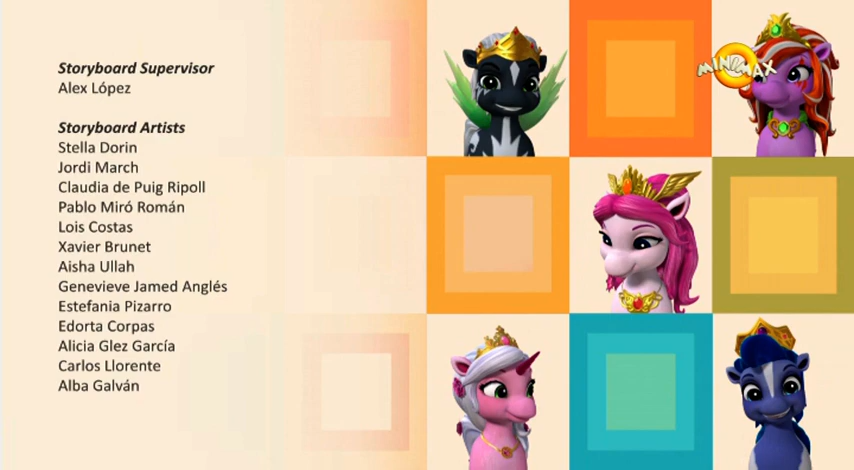 Storyboard Supervisor
Alex López
Storyboard Artists
Stella Dorin
Jordi March
Claudia de Puig Ripoll
Pablo Miró Román
Lois Costas
Xavier Brunet
Aisha Ullah
Genevieve Jamed Anglés
Estefania Pizarro
Edorta Corpas
Alicia Glez García
Carlos Llorente
Alba Galván
MINIMAX